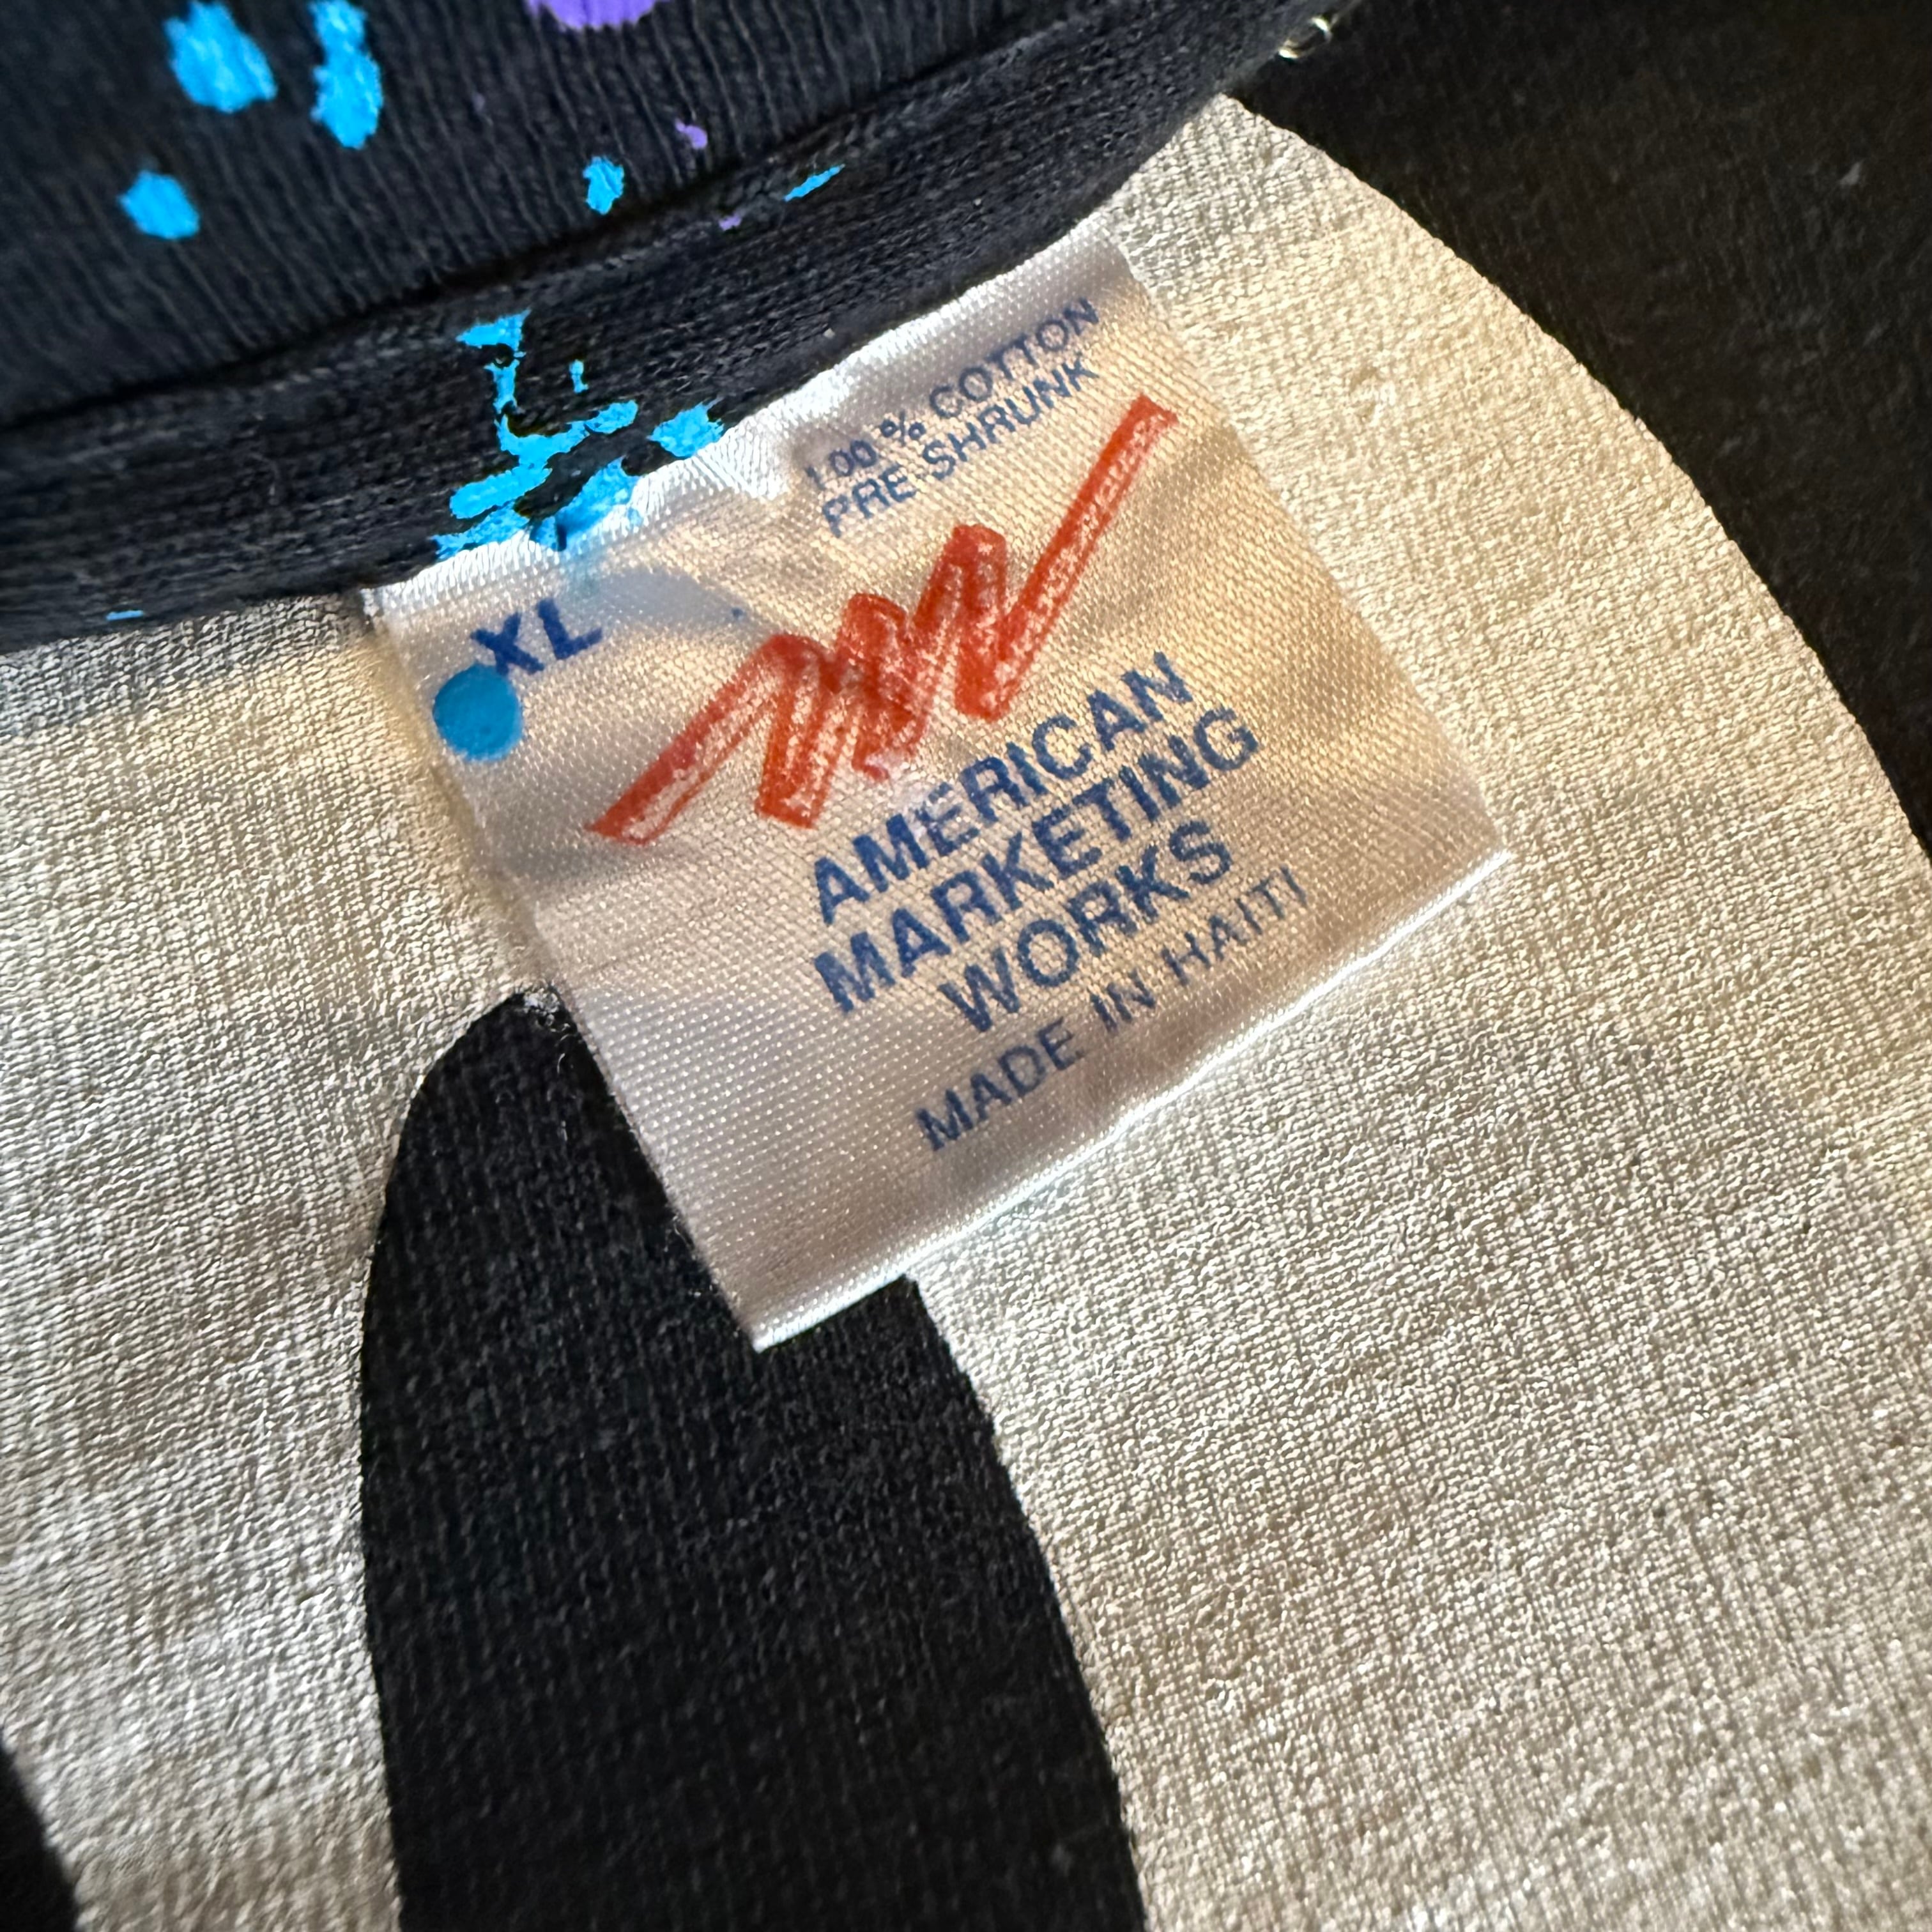 100% COTTON
PRE-SHRUNK
XL
AMERICAN
MARKETING
WORKS
MADE IN HAITI